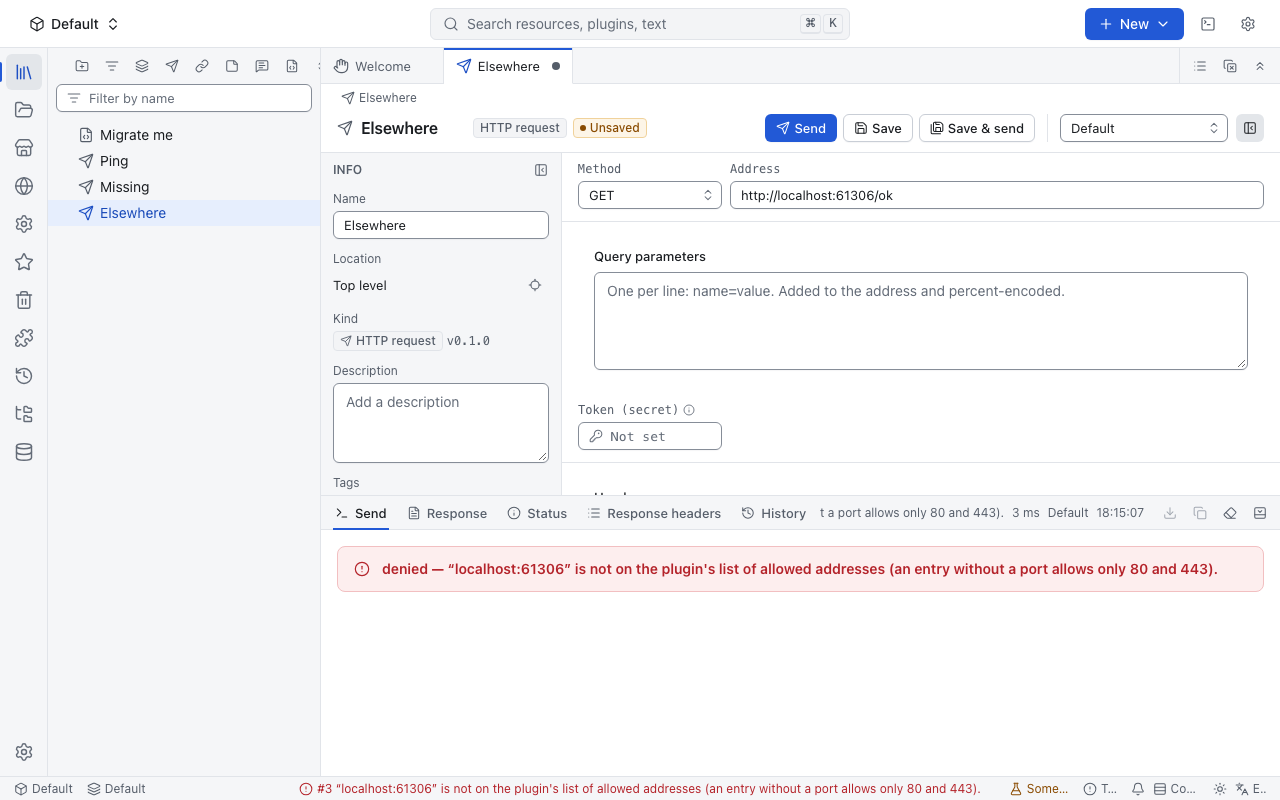 Default
Search resources, plugins, text
⌘ K
New
Welcome
Elsewhere
Filter by name
Migrate me
Ping
Missing
Elsewhere
Elsewhere
Elsewhere
HTTP request
Unsaved
Send
Save
Save & send
Default
INFO
Name
Elsewhere
Location
Top level
Kind
HTTP request v0.1.0
Description
Add a description
Tags
Method
Address
GET
http://localhost:61306/ok
Query parameters
One per line: name=value. Added to the address and percent-encoded.
Token (secret)
Not set
Send
Response
Status
Response headers
History
t a port allows only 80 and 443). 3 ms Default 18:15:07
denied — “localhost:61306” is not on the plugin's list of allowed addresses (an entry without a port allows only 80 and 443).
Default
Default
#3 “localhost:61306” is not on the plugin's list of allowed addresses (an entry without a port allows only 80 and 443).
Some...
T...
Co...
E..